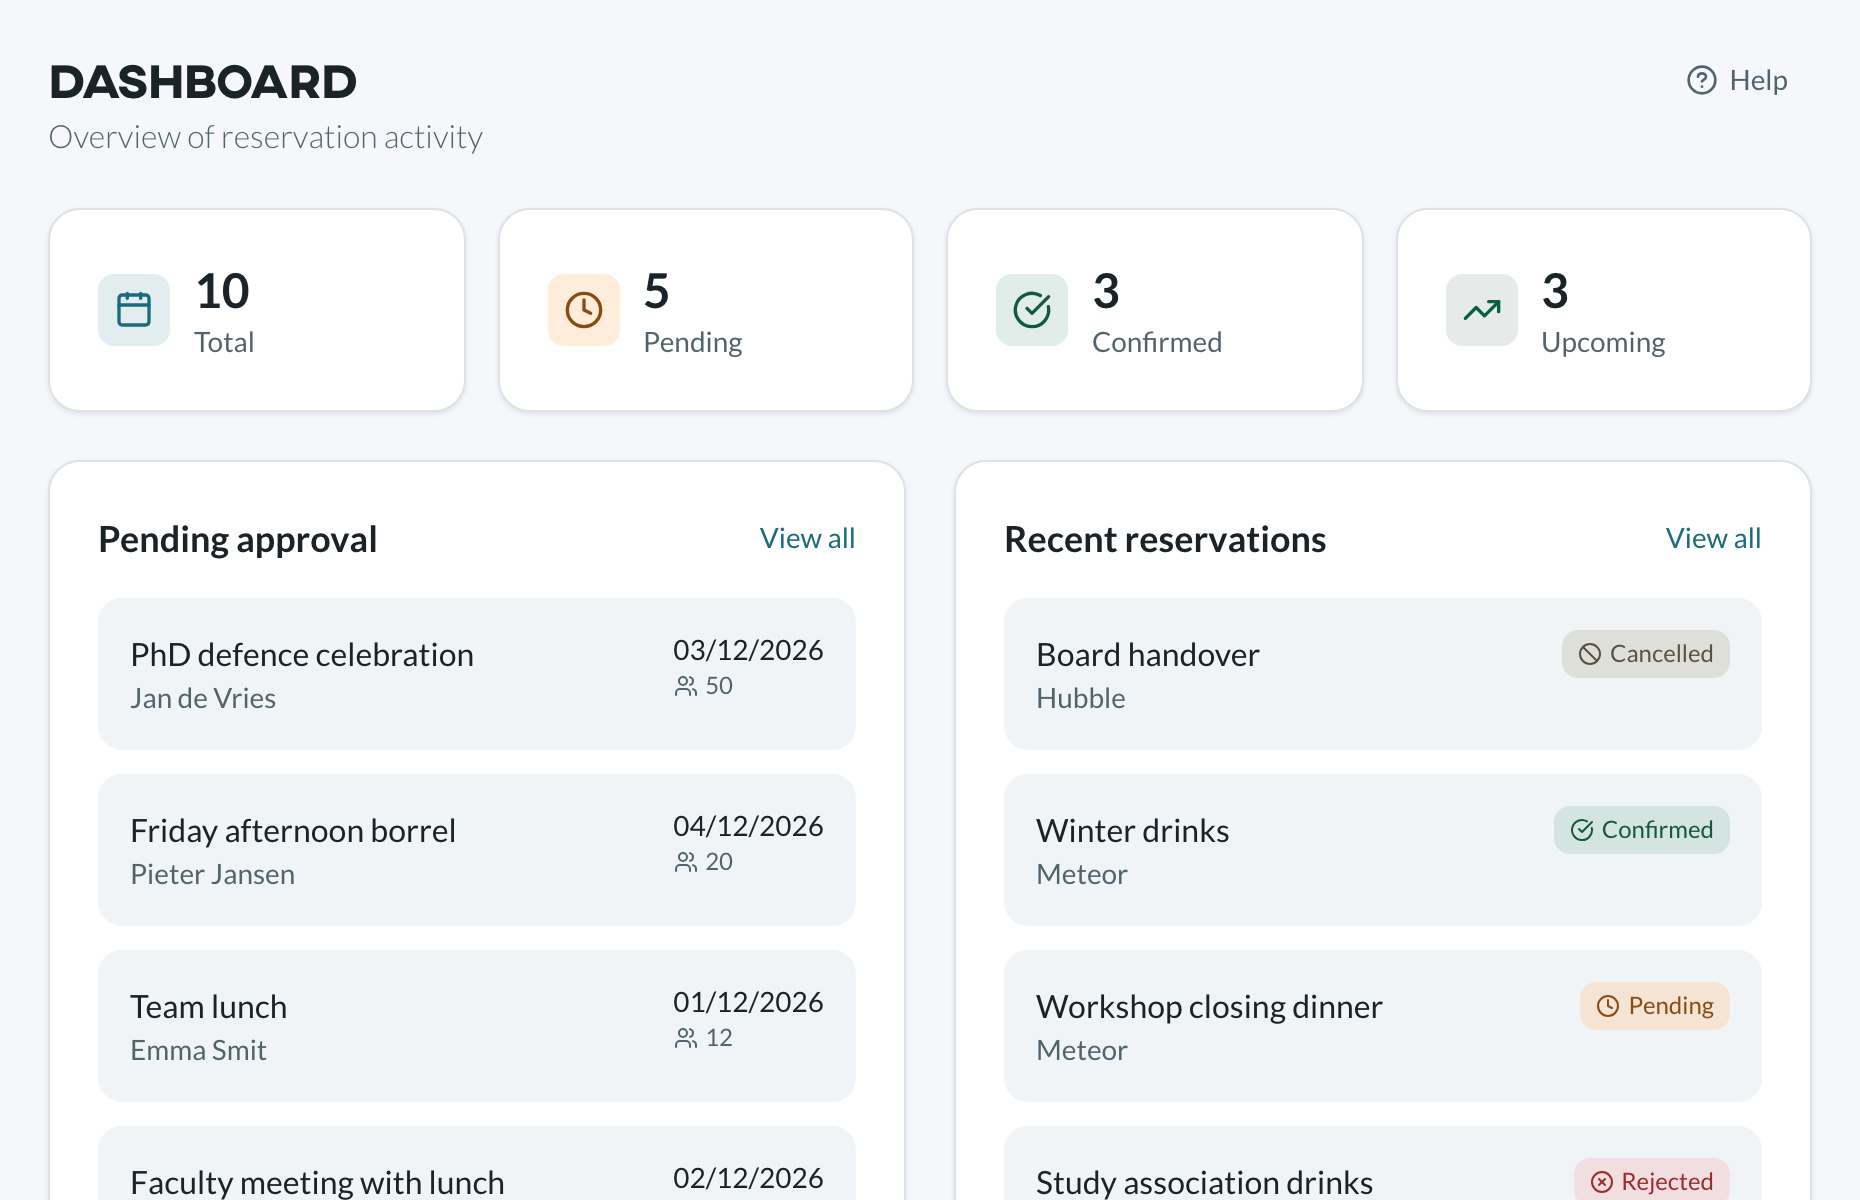 DASHBOARD
Help
Overview of reservation activity
10
Total
5
Pending
3
Confirmed
3
Upcoming
Pending approval
View all
PhD defence celebration
03/12/2026
Jan de Vries
50
Friday afternoon borrel
04/12/2026
Pieter Jansen
20
Team lunch
01/12/2026
Emma Smit
12
Faculty meeting with lunch
02/12/2026
Recent reservations
View all
Board handover
Cancelled
Hubble
Winter drinks
Confirmed
Meteor
Workshop closing dinner
Pending
Meteor
Study association drinks
Rejected